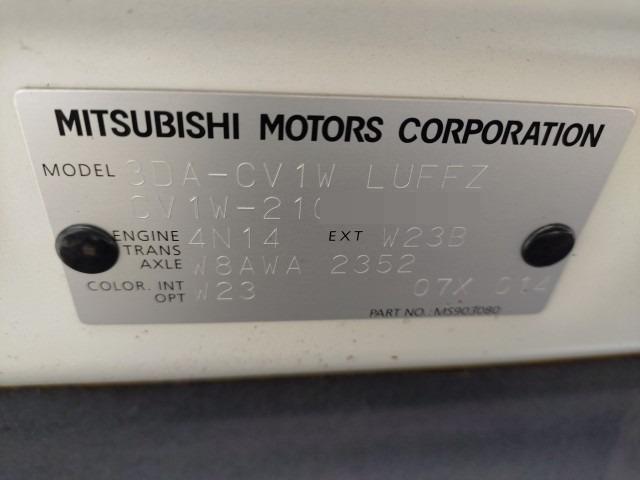 MITSUBISHI MOTORS CORPORATION
MODEL 3DA-CV1W LUFFZ
CV1W-210
ENGINE 4N14 EXT W23B
TRANS AXLE W8AWA 2352
COLOR. INT W23 07X 014
OPT
PART NO.: MS903080